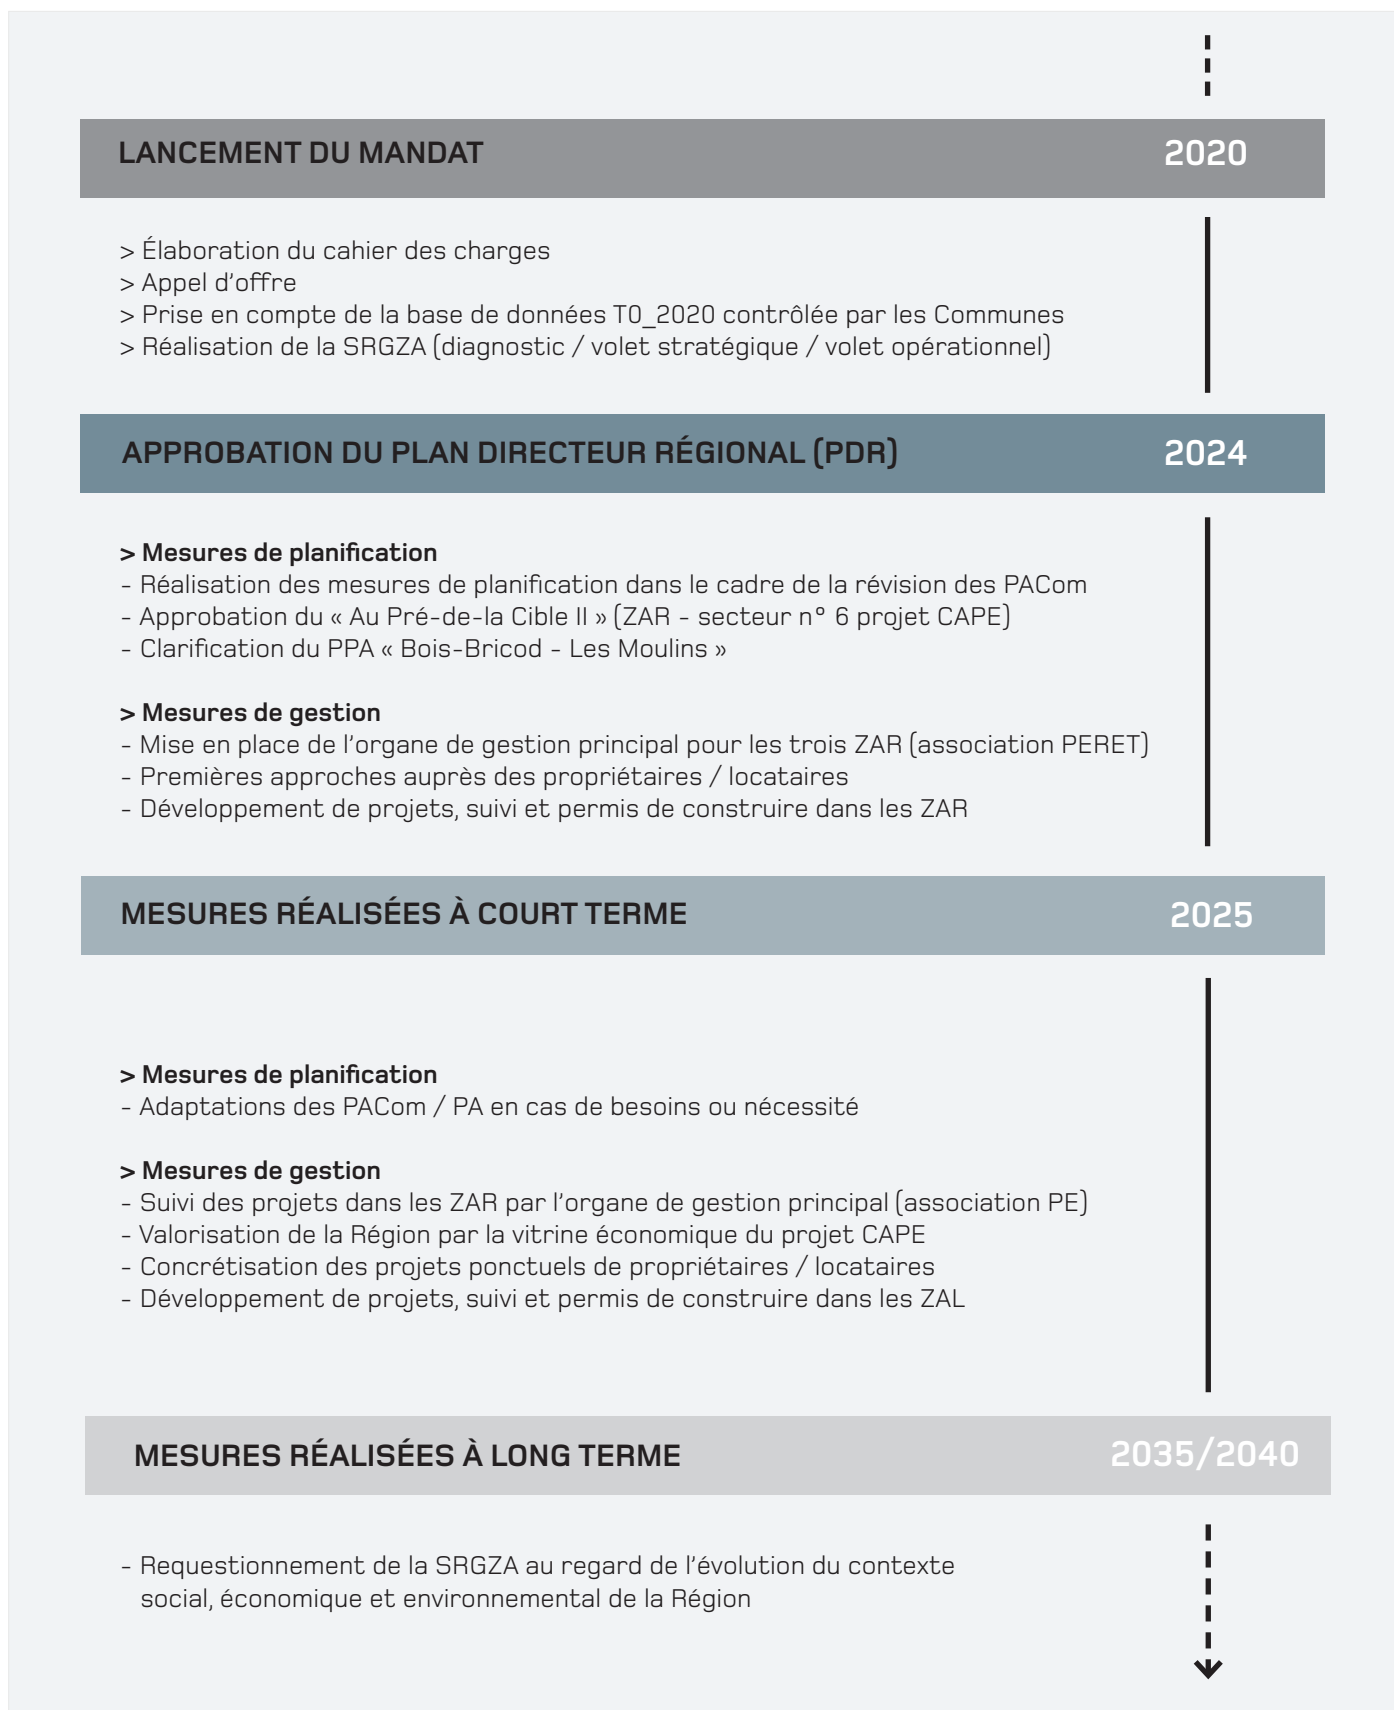 LANCEMENT DU MANDAT 2020
> Élaboration du cahier des charges
> Appel d’offre
> Prise en compte de la base de données T0_2020 contrôlée par les Communes
> Réalisation de la SRGZA (diagnostic / volet stratégique / volet opérationnel)
APPROBATION DU PLAN DIRECTEUR RÉGIONAL (PDR) 2024
> Mesures de planification
- Réalisation des mesures de planification dans le cadre de la révision des PACom
- Approbation du « Au Pré-de-la Cible II » (ZAR - secteur n° 6 projet CAPE)
- Clarification du PPA « Bois-Bricod - Les Moulins »
> Mesures de gestion
- Mise en place de l’organe de gestion principal pour les trois ZAR (association PERET)
- Premières approches auprès des propriétaires / locataires
- Développement de projets, suivi et permis de construire dans les ZAR
MESURES RÉALISÉES À COURT TERME 2025
> Mesures de planification
- Adaptations des PACom / PA en cas de besoins ou nécessité
> Mesures de gestion
- Suivi des projets dans les ZAR par l’organe de gestion principal (association PE)
- Valorisation de la Région par la vitrine économique du projet CAPE
- Concrétisation des projets ponctuels de propriétaires / locataires
- Développement de projets, suivi et permis de construire dans les ZAL
MESURES RÉALISÉES À LONG TERME 2035/2040
- Requestionnement de la SRGZA au regard de l’évolution du contexte
social, économique et environnemental de la Région